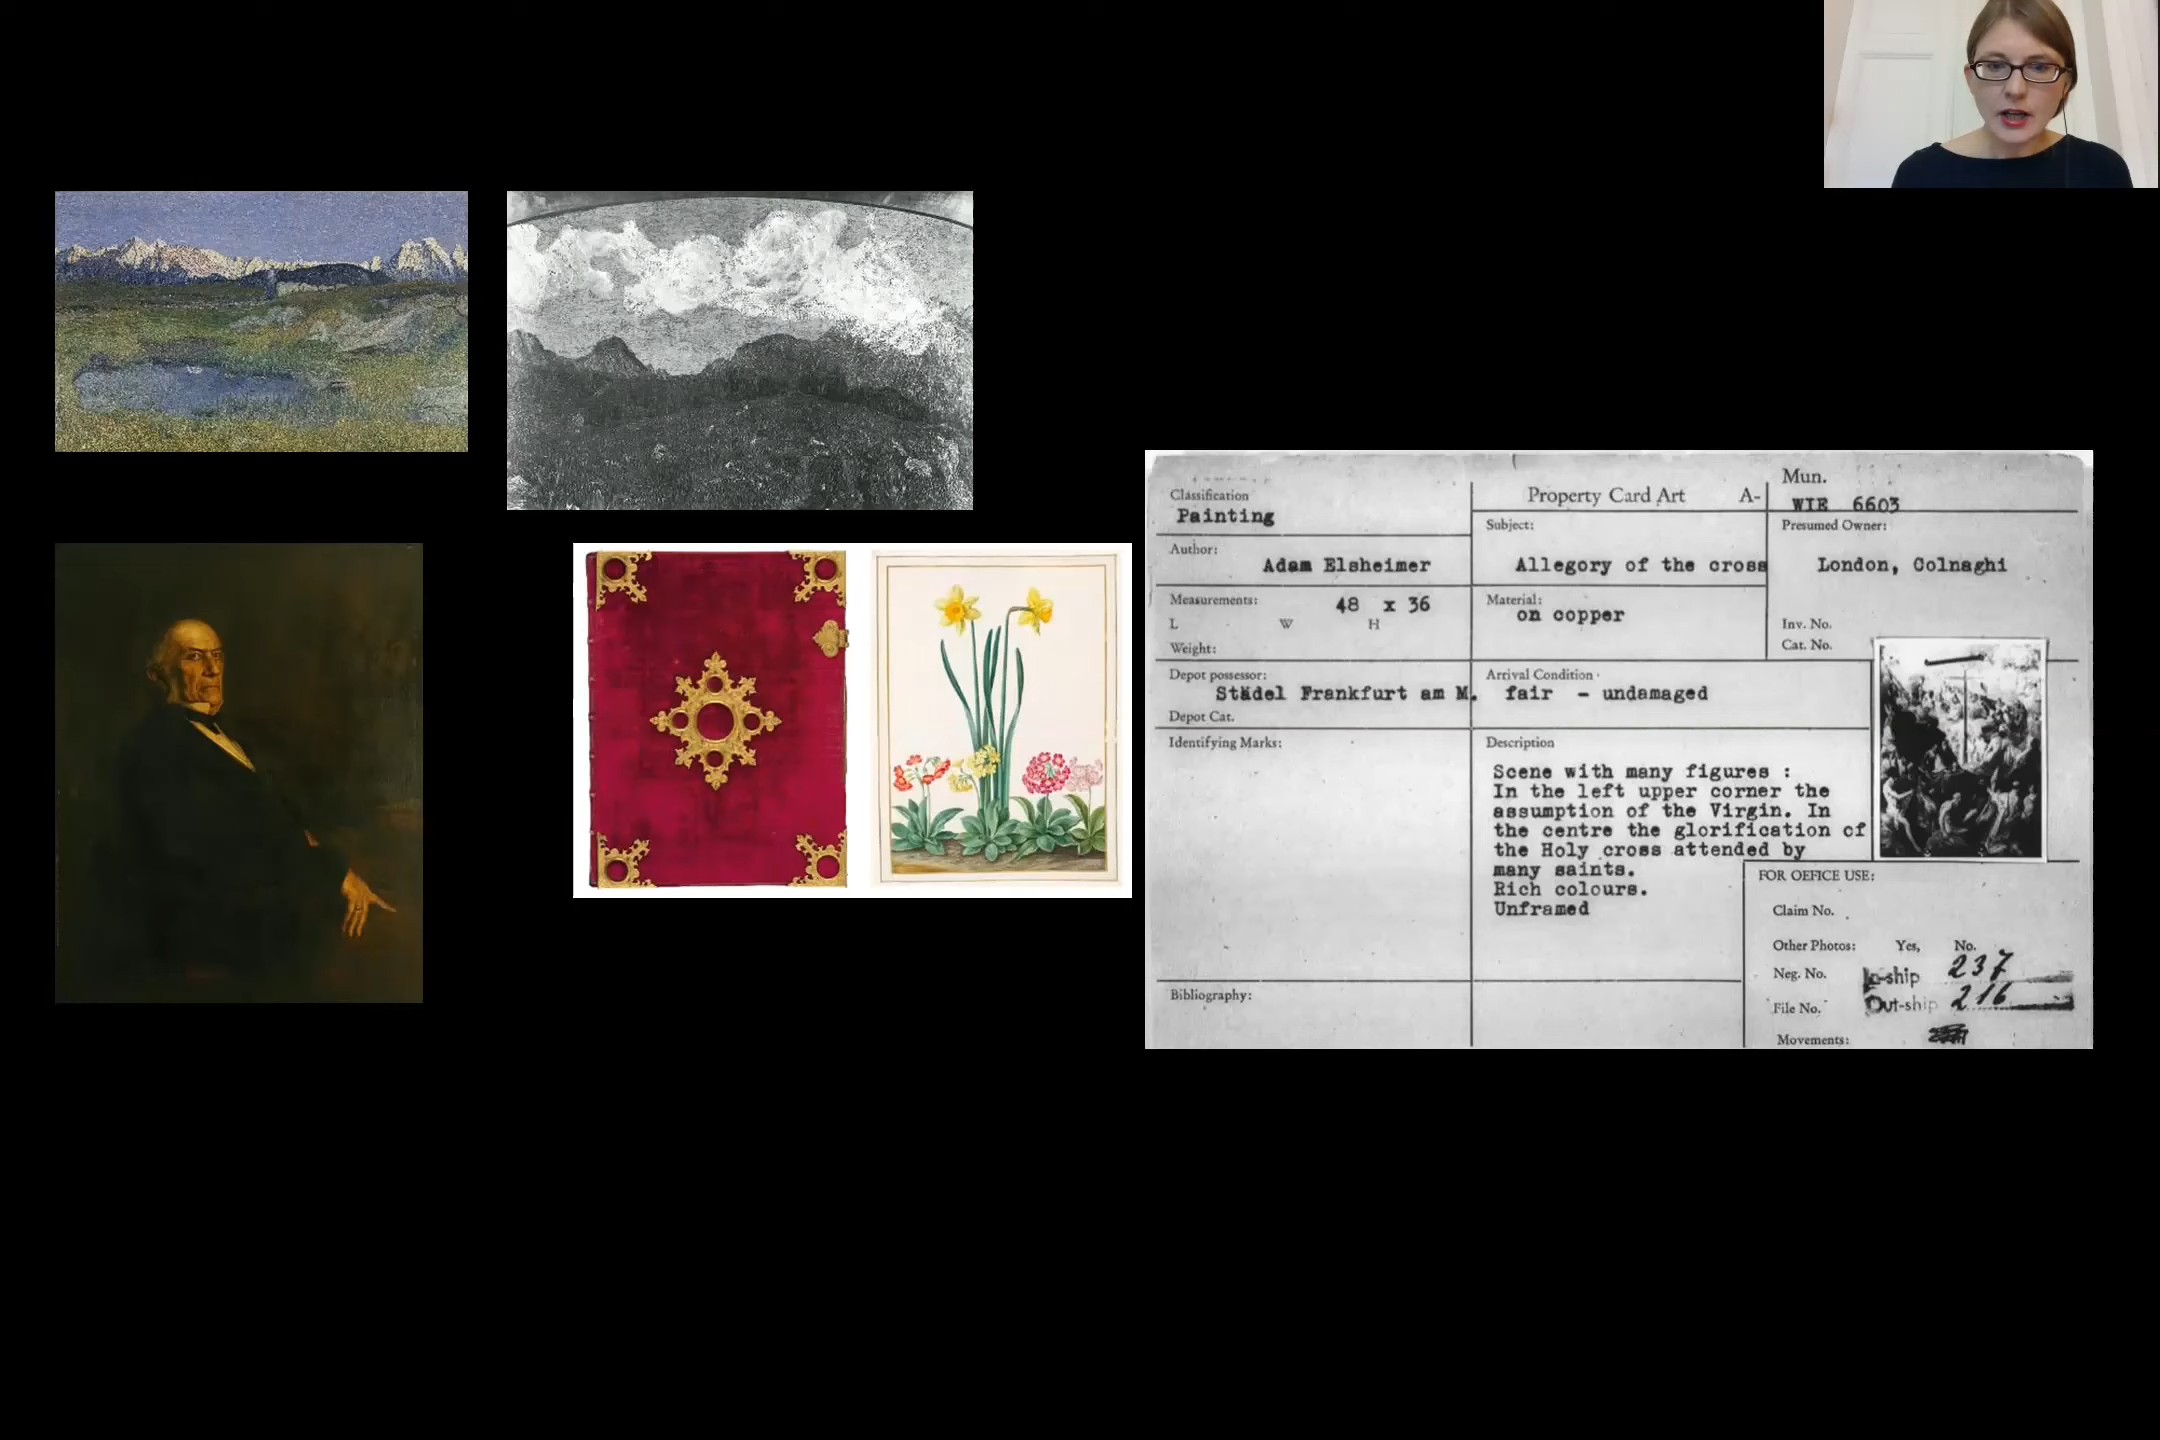 Classification
Painting
Property Card Art A-
Mun.
WIE 6603
Author:
Adam Elsheimer
Subject:
Allegory of the cross
Presumed Owner:
London, Colnaghi
Measurements:
48 x 36
L W H
Weight:
Material:
on copper
Inv. No.
Cat. No.
Depot possessor:
Städel Frankfurt am M.
Depot Cat.
Arrival Condition
fair - undamaged
Identifying Marks:
Description
Scene with many figures :
In the left upper corner the
assumption of the Virgin. In
the centre the glorification of
the Holy cross attended by
many saints.
Rich colours.
Unframed
FOR OFFICE USE:
Claim No.
Other Photos: Yes, No.
Neg. No. In-ship 237
File No. Out-ship 216
Movements:
Bibliography: